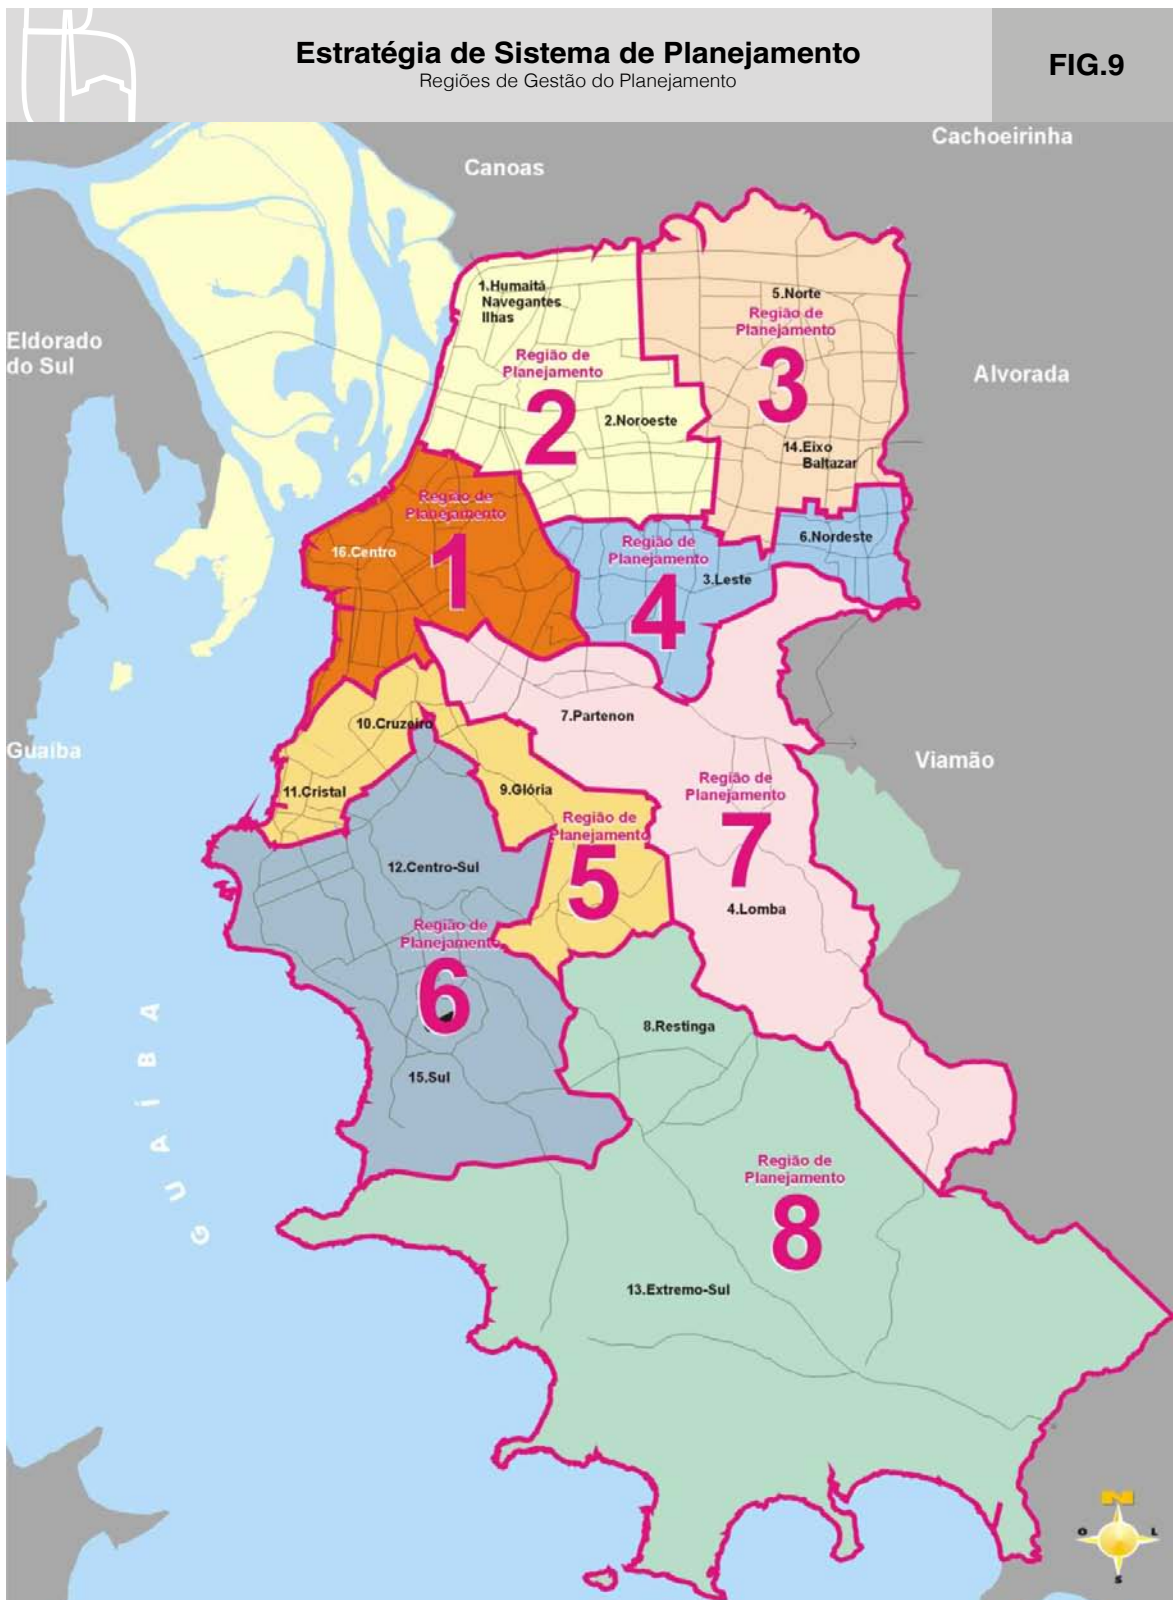 Estratégia de Sistema de Planejamento
Regiões de Gestão do Planejamento
FIG.9
Cachoeirinha
Canoas
1.Humaitá
Navegantes
Ilhas
5.Norte
Região de
Planejamento
3
Eldorado
do Sul
Região de
Planejamento
2
Alvorada
2.Noroeste
14.Eixo
Baltazar
Região de
Planejamento
1
16.Centro
Região de
Planejamento
4
6.Nordeste
3.Leste
7.Partenon
10.Cruzeiro
Guaíba
Viamão
11.Cristal
9.Glória
Região de
Planejamento
7
Região de
Planejamento
5
12.Centro-Sul
4.Lomba
Região de
Planejamento
6
8.Restinga
15.Sul
GUAÍBA
Região de
Planejamento
8
13.Extremo-Sul
N
O
L
S